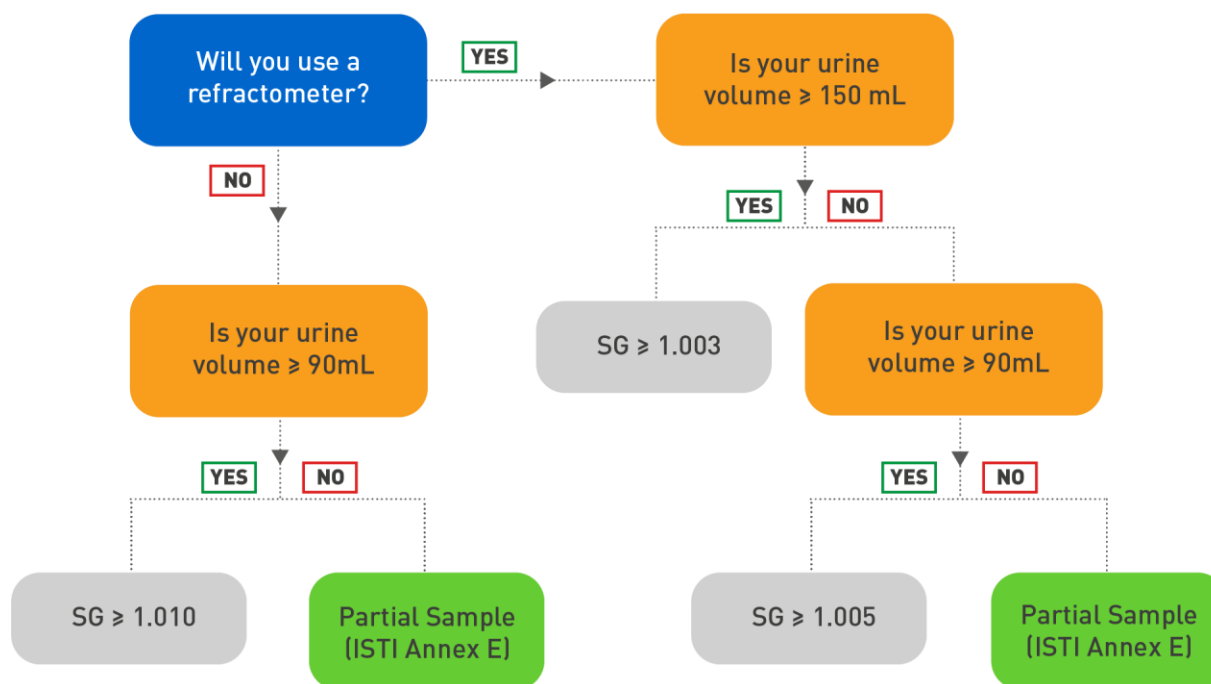 Will you use a
refractometer?
YES
Is your urine
volume ⩾ 150 mL
NO
YES
NO
Is your urine
volume ⩾ 90mL
SG ⩾ 1.003
Is your urine
volume ⩾ 90mL
YES
NO
YES
NO
SG ⩾ 1.010
Partial Sample
(ISTI Annex E)
SG ⩾ 1.005
Partial Sample
(ISTI Annex E)